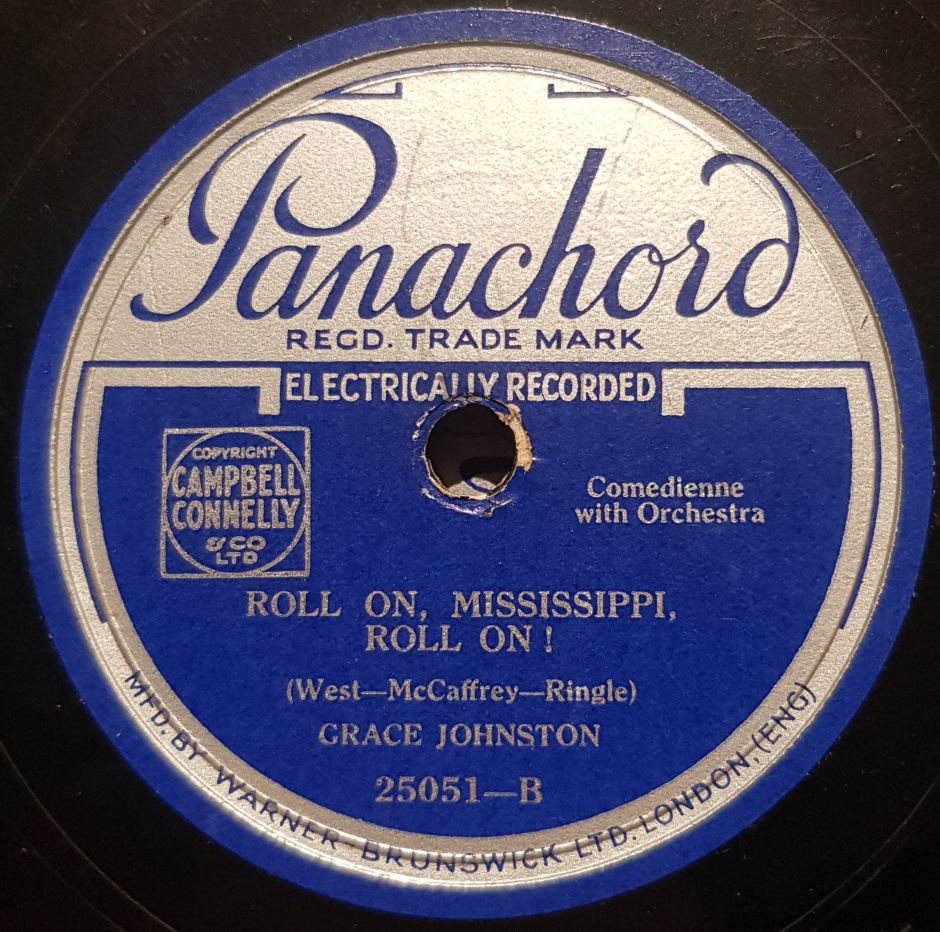 Panachord
REGD. TRADE MARK
ELECTRICALLY RECORDED
COPYRIGHT
CAMPBELL
CONNELLY
& CO
LTD
Comedienne
with Orchestra
ROLL ON, MISSISSIPPI,
ROLL ON!
(West—McCaffrey—Ringle)
GRACE JOHNSTON
25051—B
MFD. BY WARNER BRUNSWICK LTD. LONDON, (ENG)